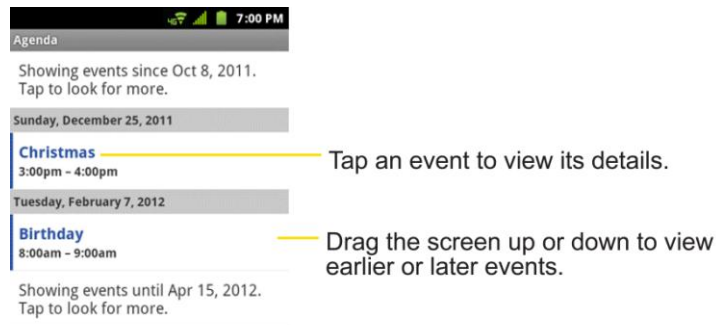 7:00 PM
Agenda
Showing events since Oct 8, 2011.
Tap to look for more.
Sunday, December 25, 2011
Christmas
3:00pm – 4:00pm
Tap an event to view its details.
Tuesday, February 7, 2012
Birthday
8:00am – 9:00am
Drag the screen up or down to view
earlier or later events.
Showing events until Apr 15, 2012.
Tap to look for more.